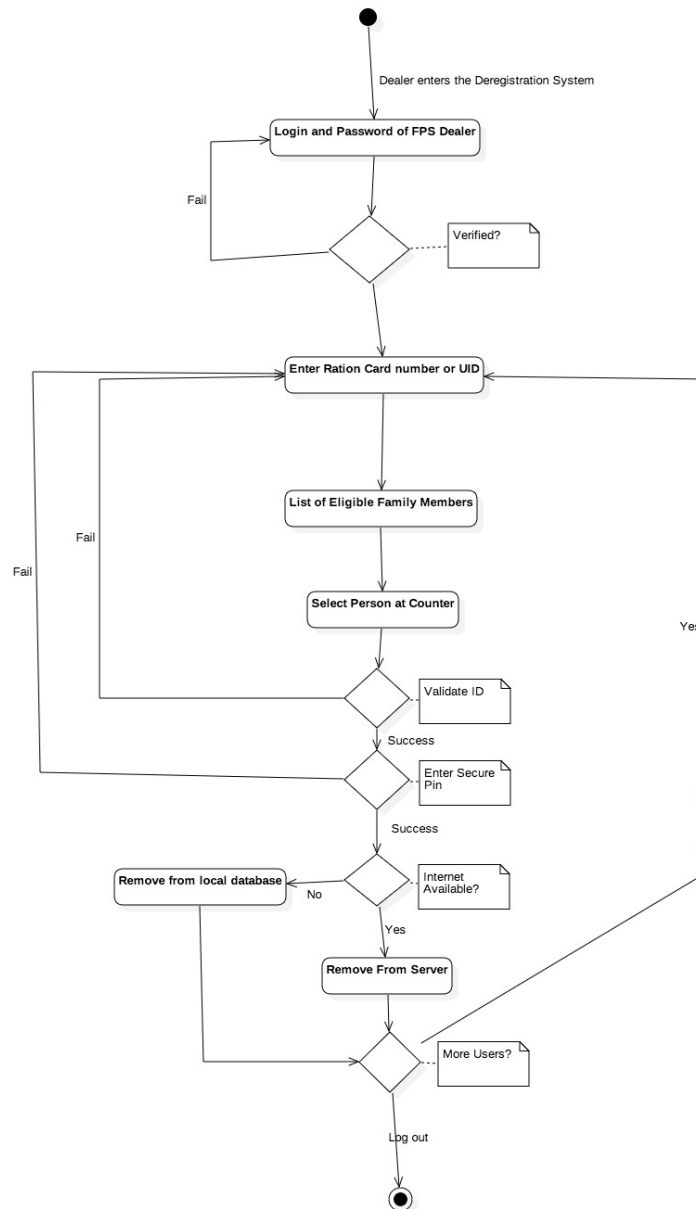 Dealer enters the Deregistration System
Login and Password of FPS Dealer
Fail
Verified?
Enter Ration Card number or UID
List of Eligible Family Members
Fail
Fail
Select Person at Counter
Yes
Validate ID
Success
Enter Secure
Pin
Success
Remove from local database
Internet
Available?
No
Yes
Remove From Server
More Users?
Log out